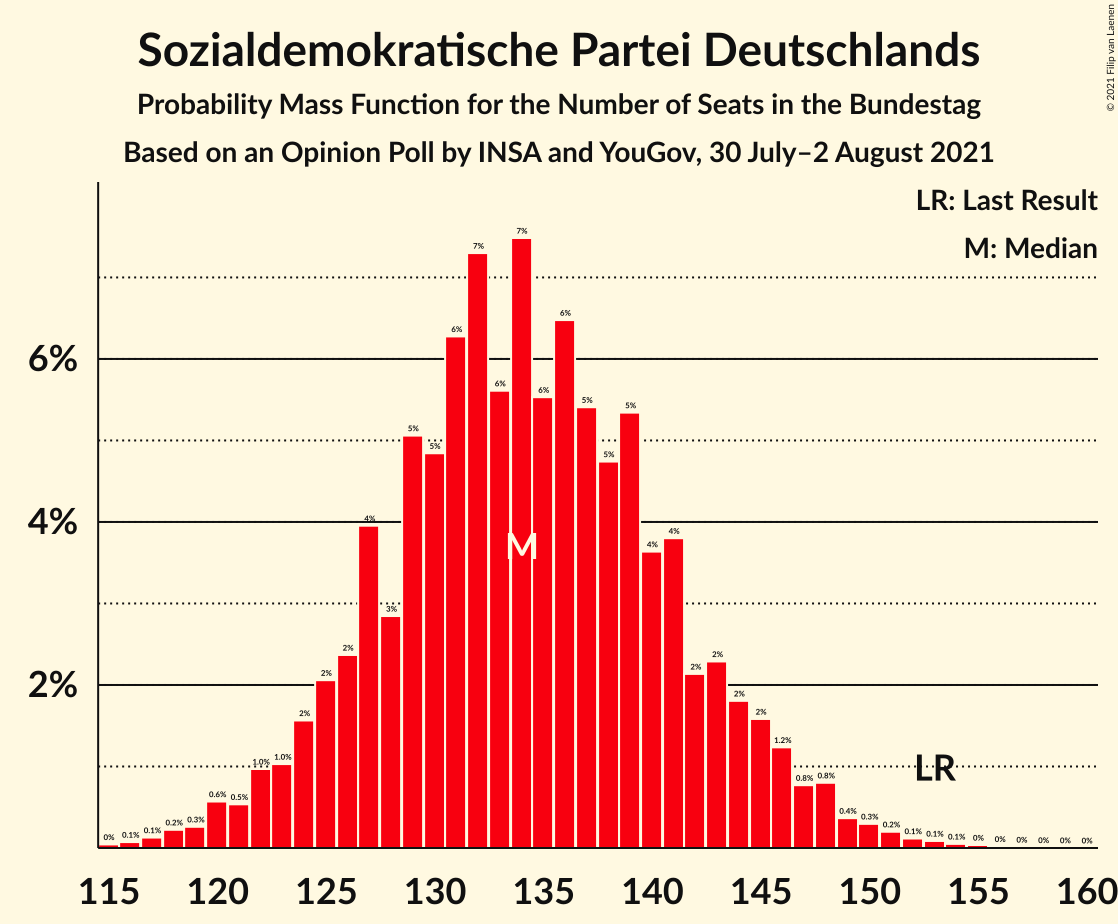 Sozialdemokratische Partei Deutschlands
Probability Mass Function for the Number of Seats in the Bundestag
Based on an Opinion Poll by INSA and YouGov, 30 July–2 August 2021
© 2021 Filip van Laenen
LR: Last Result
M: Median
6%
4%
2%
0% 0.1% 0.1% 0.2% 0.3% 0.6% 0.5% 1.0% 1.0% 2% 2% 2% 4% 3% 5% 5% 6% 7% 6% 7% 6% 6% 5% 5% 5% 4% 4% 2% 2% 2% 2% 1.2% 0.8% 0.8% 0.4% 0.3% 0.2% 0.1% 0.1% 0.1% 0% 0% 0% 0% 0% 0%
M
LR
115 120 125 130 135 140 145 150 155 160